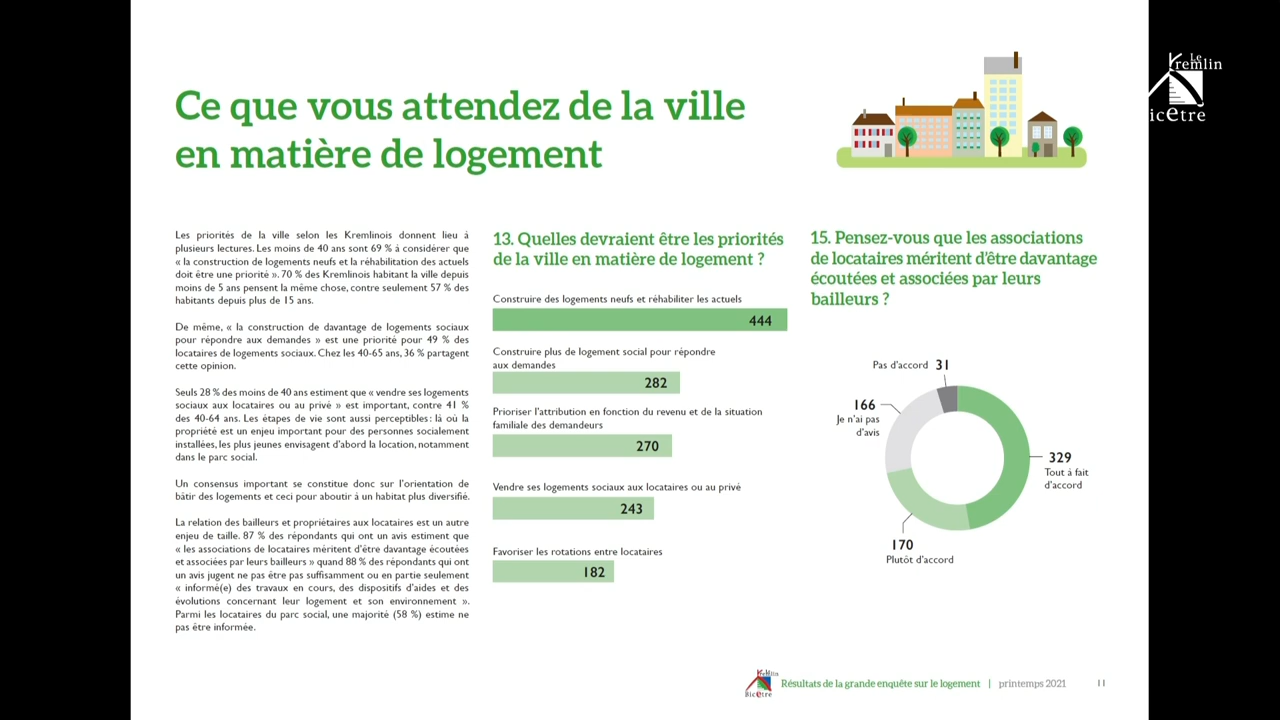 Le
Kremlin
Bicetre
Ce que vous attendez de la ville
en matière de logement
Les priorités de la ville selon les Kremlinois donnent lieu à
plusieurs lectures. Les moins de 40 ans sont 69 % à considérer que
« la construction de logements neufs et la réhabilitation des actuels
doit être une priorité ». 70 % des Kremlinois habitant la ville depuis
moins de 5 ans pensent la même chose, contre seulement 57 % des
habitants depuis plus de 15 ans.
De même, « la construction de davantage de logements sociaux
pour répondre aux demandes » est une priorité pour 49 % des
locataires de logements sociaux. Chez les 40-65 ans, 36 % partagent
cette opinion.
Seuls 28 % des moins de 40 ans estiment que « vendre ses logements
sociaux aux locataires ou au privé » est important, contre 41 %
des 40-64 ans. Les étapes de vie sont aussi perceptibles : là où la
propriété est un enjeu important pour des personnes socialement
installées, les plus jeunes envisagent d'abord la location, notamment
dans le parc social.
Un consensus important se constitue donc sur l'orientation de
bâtir des logements et ceci pour aboutir à un habitat plus diversifié.
La relation des bailleurs et propriétaires aux locataires est un autre
enjeu de taille. 87 % des répondants qui ont un avis estiment que
« les associations de locataires méritent d'être davantage écoutées
et associées par leurs bailleurs » quand 88 % des répondants qui ont
un avis jugent ne pas être pas suffisamment ou en partie seulement
« informé(e) des travaux en cours, des dispositifs d'aides et des
évolutions concernant leur logement et son environnement ».
Parmi les locataires du parc social, une majorité (58 %) estime ne
pas être informée.
13. Quelles devraient être les priorités
de la ville en matière de logement ?
Construire des logements neufs et réhabiliter les actuels
444
Construire plus de logement social pour répondre
aux demandes
282
Prioriser l'attribution en fonction du revenu et de la situation
familiale des demandeurs
270
Vendre ses logements sociaux aux locataires ou au privé
243
Favoriser les rotations entre locataires
182
15. Pensez-vous que les associations
de locataires méritent d'être davantage
écoutées et associées par leurs
bailleurs ?
Pas d'accord 31
166
Je n'ai pas
d'avis
329
Tout à fait
d'accord
170
Plutôt d'accord
Le
Kremlin
Bicetre
Résultats de la grande enquête sur le logement | printemps 2021 11